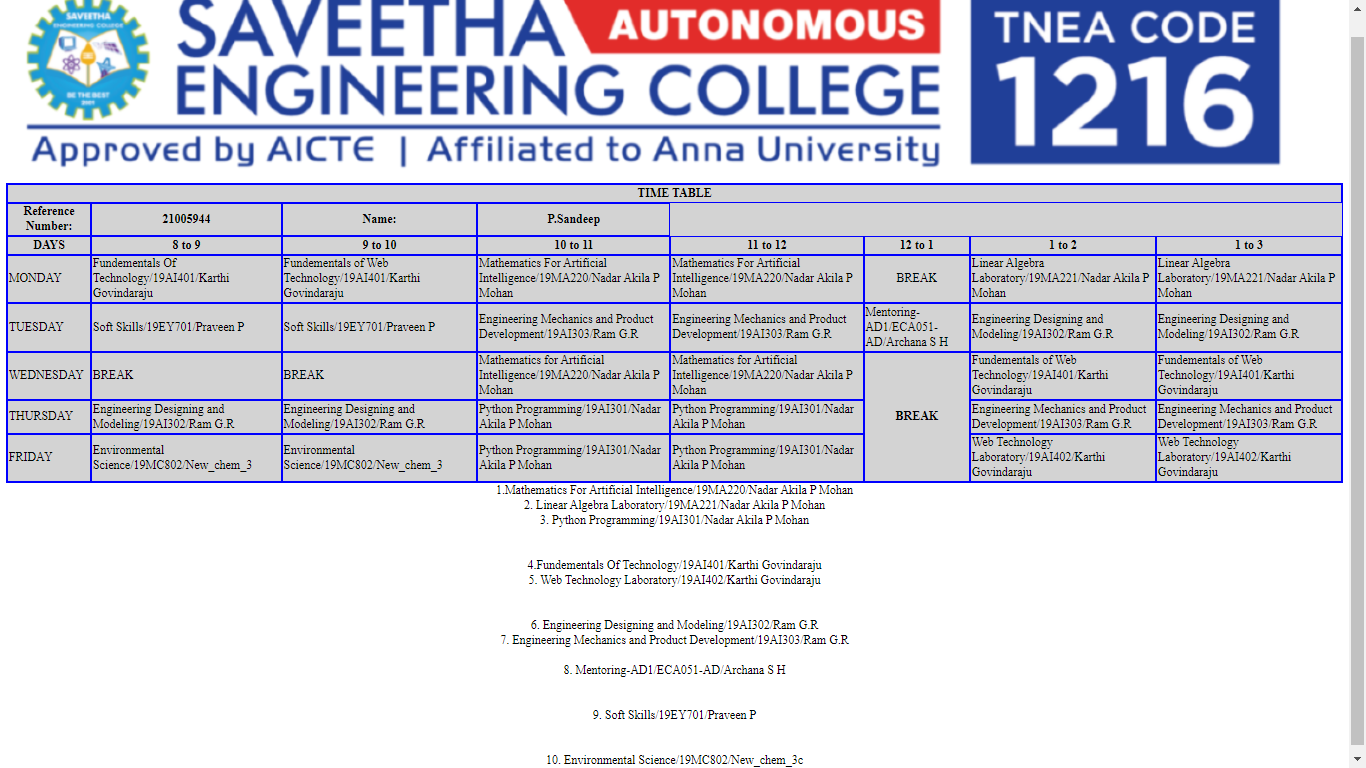 SAVEETHA
ENGINEERING COLLEGE
BE THE BEST
2001
SAVEETHA AUTONOMOUS
ENGINEERING COLLEGE
Approved by AICTE | Affiliated to Anna University
TNEA CODE
1216
TIME TABLE
Reference
Number:
21005944
Name:
P.Sandeep
DAYS 8 to 9 9 to 10 10 to 11 11 to 12 12 to 1 1 to 2 1 to 3
MONDAY
Fundementals Of
Technology/19AI401/Karthi
Govindaraju
Fundementals of Web
Technology/19AI401/Karthi
Govindaraju
Mathematics For Artificial
Intelligence/19MA220/Nadar Akila P
Mohan
Mathematics For Artificial
Intelligence/19MA220/Nadar Akila P
Mohan
BREAK
Linear Algebra
Laboratory/19MA221/Nadar Akila P
Mohan
Linear Algebra
Laboratory/19MA221/Nadar Akila P
Mohan
TUESDAY
Soft Skills/19EY701/Praveen P
Soft Skills/19EY701/Praveen P
Engineering Mechanics and Product
Development/19AI303/Ram G.R
Engineering Mechanics and Product
Development/19AI303/Ram G.R
Mentoring-
AD1/ECA051-
AD/Archana S H
Engineering Designing and
Modeling/19AI302/Ram G.R
Engineering Designing and
Modeling/19AI302/Ram G.R
WEDNESDAY
BREAK
BREAK
Mathematics for Artificial
Intelligence/19MA220/Nadar Akila P
Mohan
Mathematics for Artificial
Intelligence/19MA220/Nadar Akila P
Mohan
BREAK
Fundementals of Web
Technology/19AI401/Karthi
Govindaraju
Fundementals of Web
Technology/19AI401/Karthi
Govindaraju
THURSDAY
Engineering Designing and
Modeling/19AI302/Ram G.R
Engineering Designing and
Modeling/19AI302/Ram G.R
Python Programming/19AI301/Nadar
Akila P Mohan
Python Programming/19AI301/Nadar
Akila P Mohan
Engineering Mechanics and Product
Development/19AI303/Ram G.R
Engineering Mechanics and Product
Development/19AI303/Ram G.R
FRIDAY
Environmental
Science/19MC802/New_chem_3
Environmental
Science/19MC802/New_chem_3
Python Programming/19AI301/Nadar
Akila P Mohan
Python Programming/19AI301/Nadar
Akila P Mohan
Web Technology
Laboratory/19AI402/Karthi
Govindaraju
Web Technology
Laboratory/19AI402/Karthi
Govindaraju
1.Mathematics For Artificial Intelligence/19MA220/Nadar Akila P Mohan
2. Linear Algebra Laboratory/19MA221/Nadar Akila P Mohan
3. Python Programming/19AI301/Nadar Akila P Mohan
4.Fundementals Of Technology/19AI401/Karthi Govindaraju
5. Web Technology Laboratory/19AI402/Karthi Govindaraju
6. Engineering Designing and Modeling/19AI302/Ram G.R
7. Engineering Mechanics and Product Development/19AI303/Ram G.R
8. Mentoring-AD1/ECA051-AD/Archana S H
9. Soft Skills/19EY701/Praveen P
10. Environmental Science/19MC802/New_chem_3c